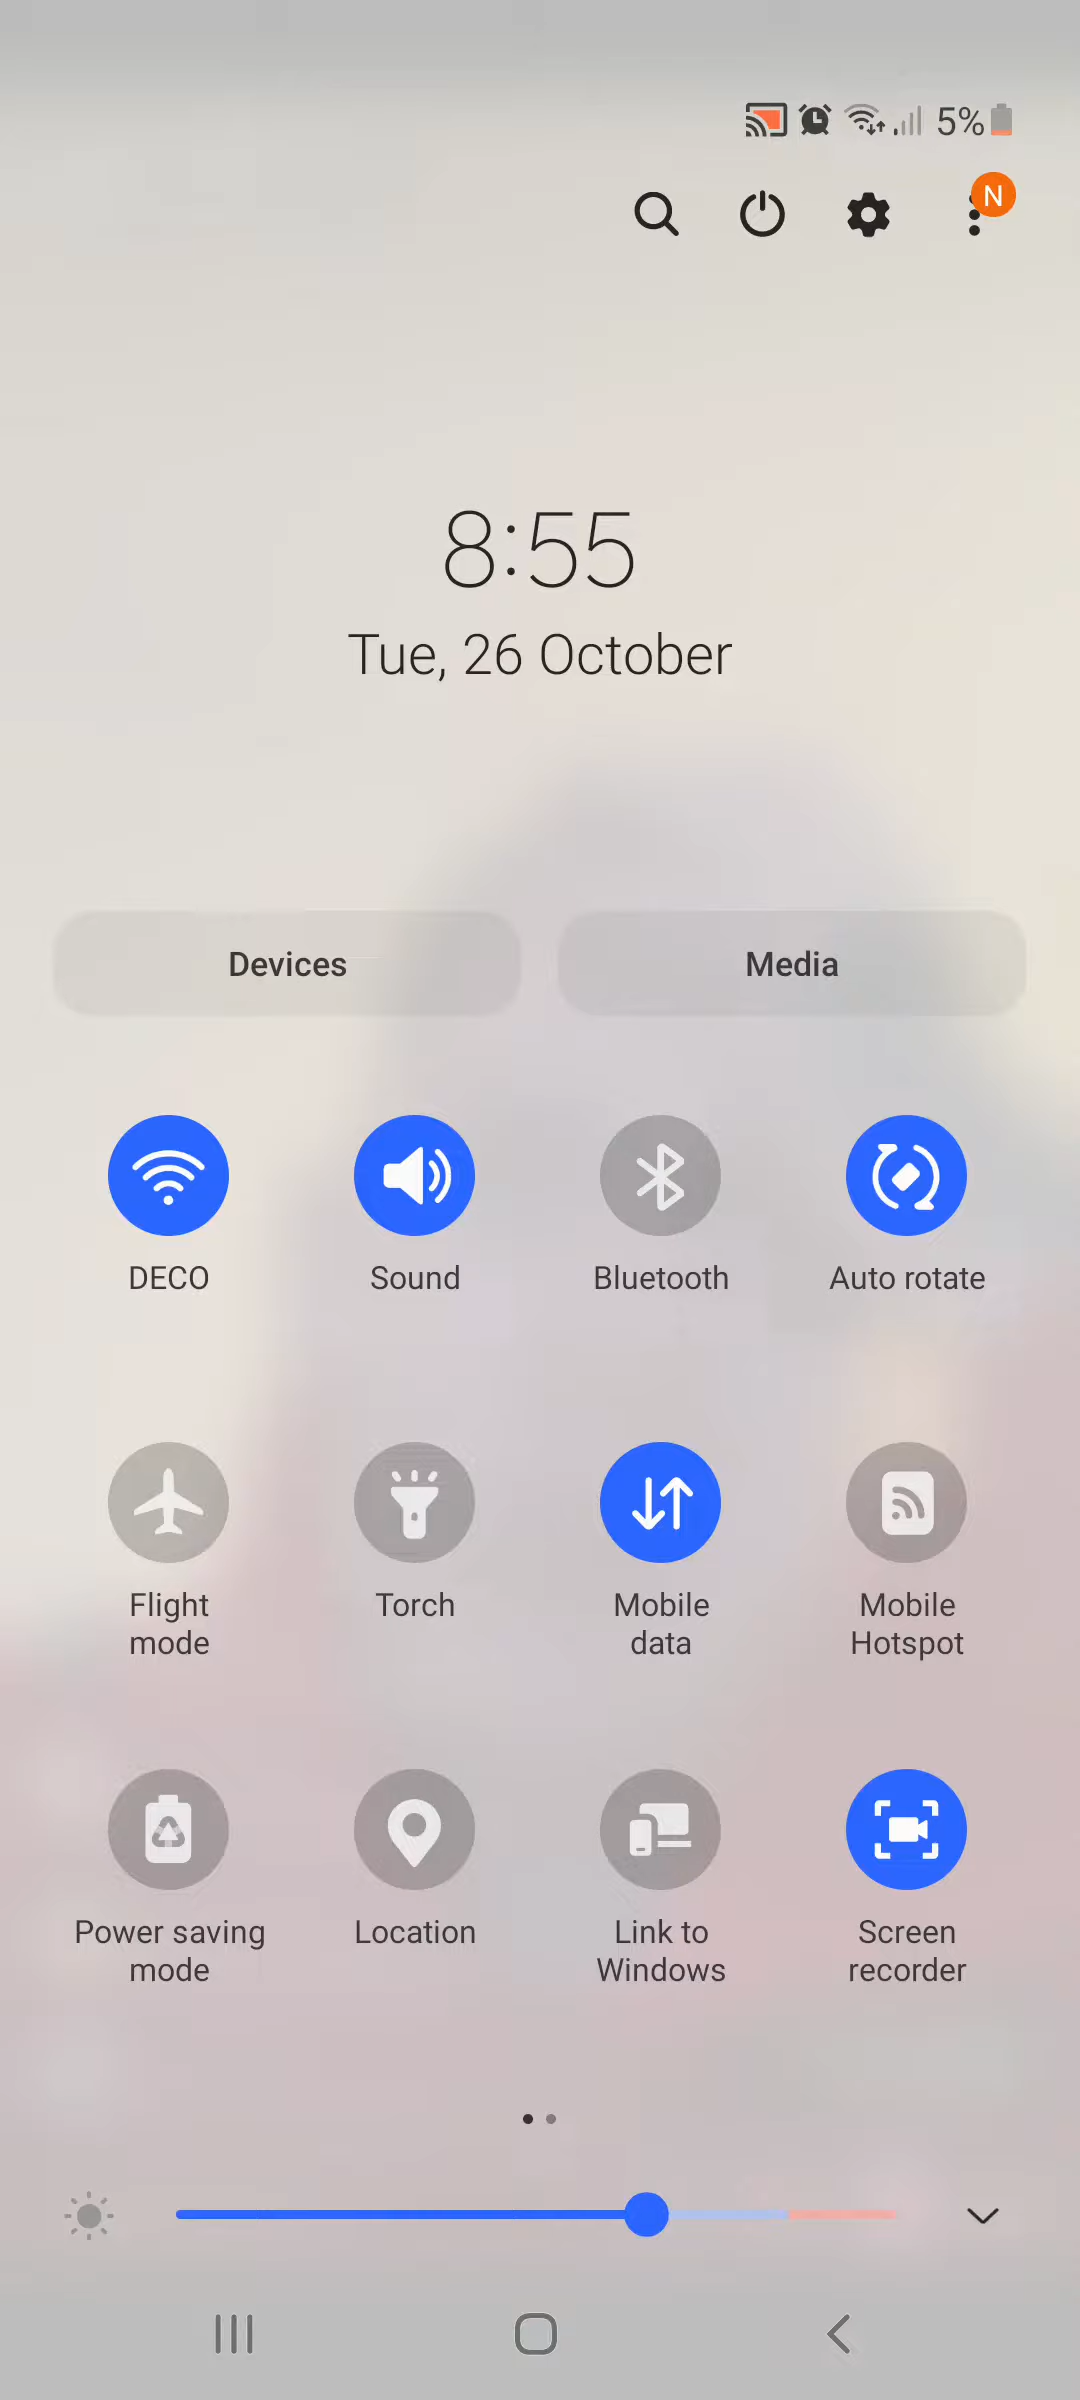 5%
N
8:55
Tue, 26 October
Devices
Media
DECO
Sound
Bluetooth
Auto rotate
Flight
mode
Torch
Mobile
data
Mobile
Hotspot
Power saving
mode
Location
Link to
Windows
Screen
recorder